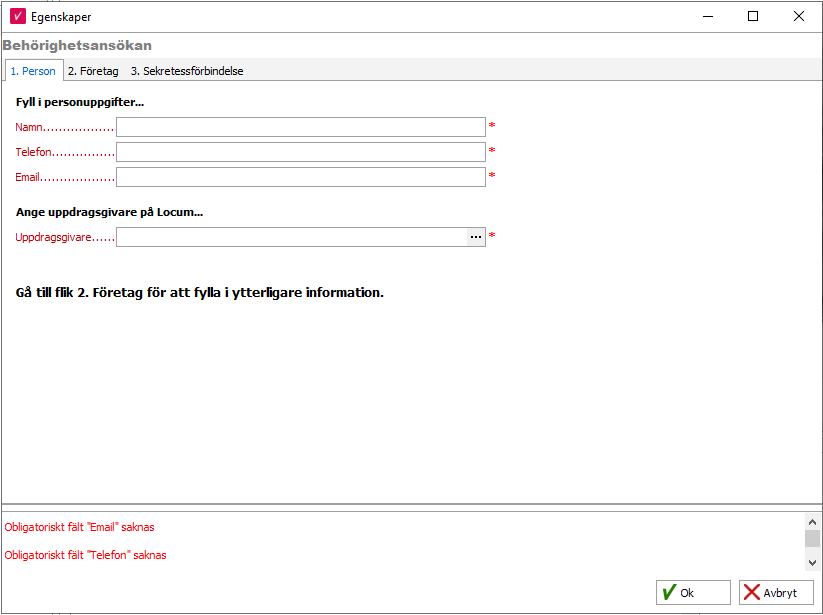 Egenskaper
Behörighetsansökan
1. Person 2. Företag 3. Sekretessförbindelse
Fyll i personuppgifter...
Namn.................. *
Telefon................ *
Email................... *
Ange uppdragsgivare på Locum...
Uppdragsgivare...... ... *
Gå till flik 2. Företag för att fylla i ytterligare information.
Obligatoriskt fält "Email" saknas
Obligatoriskt fält "Telefon" saknas
Ok Avbryt